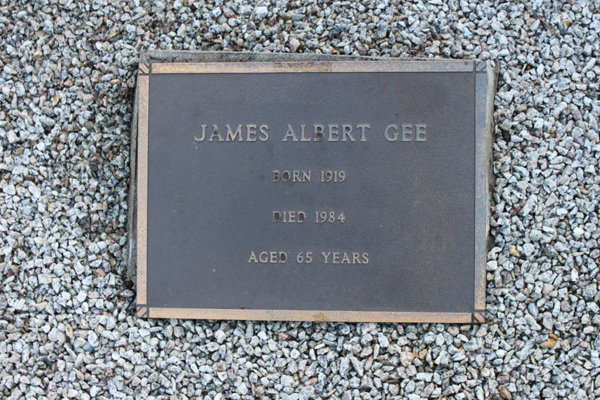 JAMES ALBERT GEE
BORN 1919
DIED 1984
AGED 65 YEARS